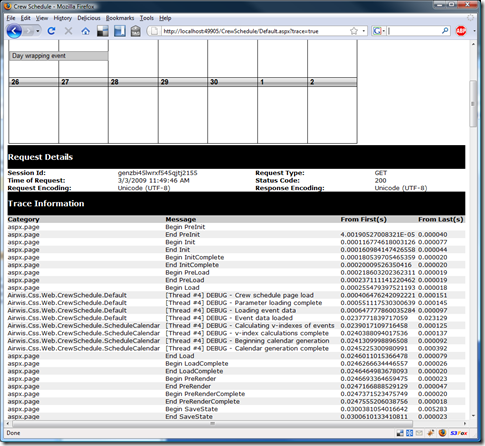 Crew Schedule - Mozilla Firefox
File Edit View History Delicious Bookmarks Tools Help
http://localhost:49905/CrewSchedule/Default.aspx?trace=true
Day wrapping event
26 27 28 29 30 1 2
Request Details
Session Id: genzbi45lwrxf545qjtj2155 Request Type: GET
Time of Request: 3/3/2009 11:49:46 AM Status Code: 200
Request Encoding: Unicode (UTF-8) Response Encoding: Unicode (UTF-8)
Trace Information
Category Message From First(s) From Last(s)
aspx.page Begin PreInit
aspx.page End PreInit 4.00190527008321E-05 0.000040
aspx.page Begin Init 0.000116774618003126 0.000077
aspx.page End Init 0.000160984147426558 0.000044
aspx.page Begin InitComplete 0.000180539705465359 0.000020
aspx.page End InitComplete 0.00020009526350416 0.000020
aspx.page Begin PreLoad 0.000218603202362311 0.000019
aspx.page End PreLoad 0.000237111141220462 0.000019
aspx.page Begin Load 0.000255479397521193 0.000018
Airwis.Css.Web.CrewSchedule.Default [Thread #4] DEBUG - Crew schedule page load 0.000406467242092221 0.000151
Airwis.Css.Web.CrewSchedule.Default [Thread #4] DEBUG - Parameter loading complete 0.000551117530300639 0.000145
Airwis.Css.Web.CrewSchedule.Default [Thread #4] DEBUG - Loading event data 0.000647777860035284 0.000097
Airwis.Css.Web.CrewSchedule.Default [Thread #4] DEBUG - Event data loaded 0.0237771839717059 0.023129
Airwis.Css.Web.CrewSchedule.ScheduleCalendar [Thread #4] DEBUG - Calculating v-indexes of events 0.0239017109716458 0.000125
Airwis.Css.Web.CrewSchedule.ScheduleCalendar [Thread #4] DEBUG - v-index calculations complete 0.0240388094017536 0.000137
Airwis.Css.Web.CrewSchedule.ScheduleCalendar [Thread #4] DEBUG - Beginning calendar generation 0.0241309998896508 0.000092
Airwis.Css.Web.CrewSchedule.ScheduleCalendar [Thread #4] DEBUG - Calendar generation complete 0.0245232530980991 0.000392
aspx.page End Load 0.0246011015366478 0.000079
aspx.page Begin LoadComplete 0.0246266634446557 0.000026
aspx.page End LoadComplete 0.0246464983678093 0.000020
aspx.page Begin PreRender 0.0246693364659475 0.000023
aspx.page End PreRender 0.0247168588529129 0.000047
aspx.page Begin PreRenderComplete 0.0247371523475749 0.000020
aspx.page End PreRenderComplete 0.0247555206038756 0.000018
aspx.page Begin SaveState 0.0300381054016642 0.005283
aspx.page End SaveState 0.0300610133410811 0.000023
Done